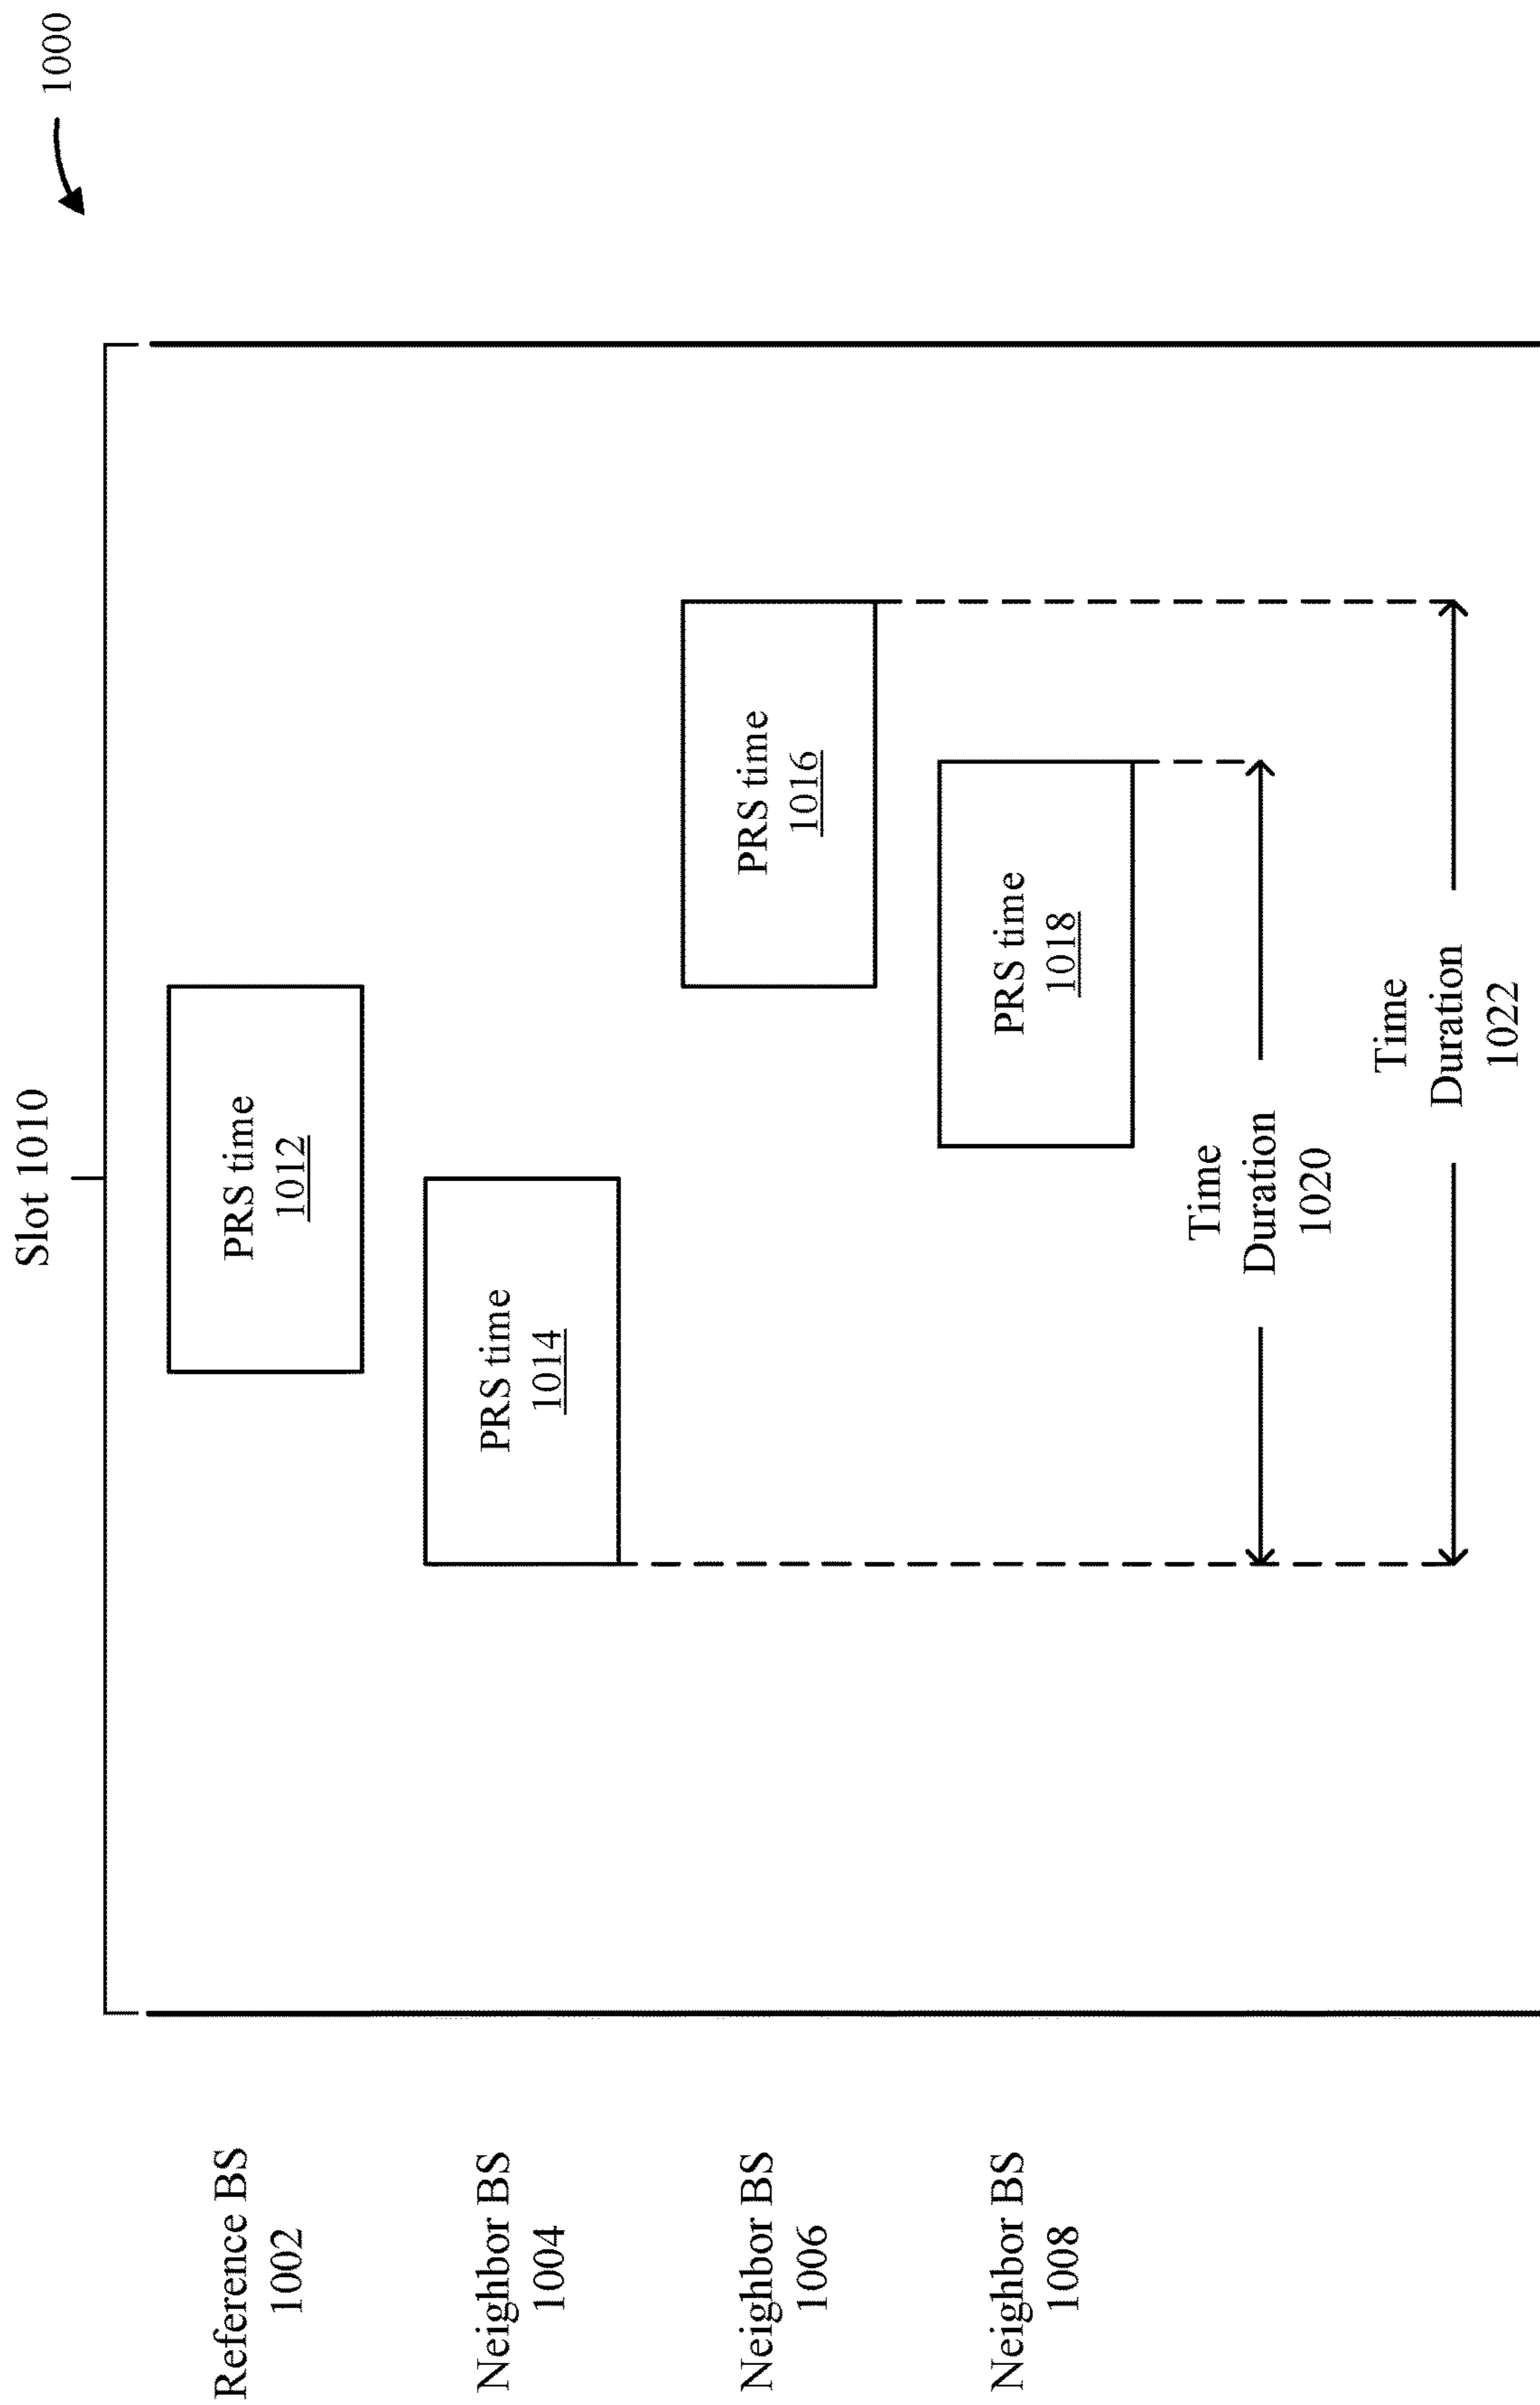 1000
Slot 1010
Reference BS
1002
PRS time
1012
Neighbor BS
1004
PRS time
1014
Neighbor BS
1006
PRS time
1016
Neighbor BS
1008
PRS time
1018
Time
Duration
1020
Time
Duration
1022